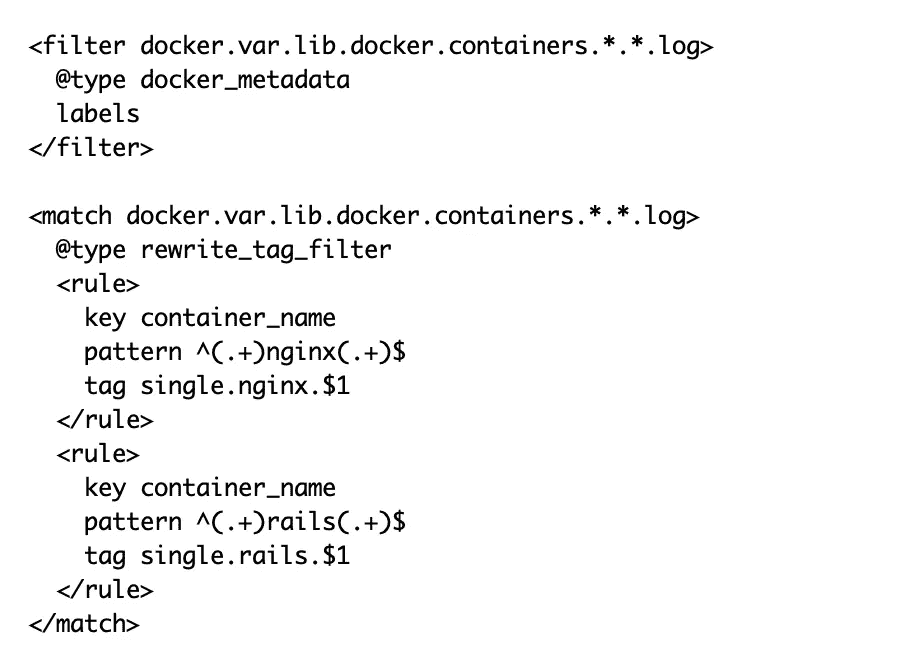 <filter docker.var.lib.docker.containers.*.*.log>
  @type docker_metadata
  labels
</filter>

<match docker.var.lib.docker.containers.*.*.log>
  @type rewrite_tag_filter
  <rule>
    key container_name
    pattern ^(.+)nginx(.+)$
    tag single.nginx.$1
  </rule>
  <rule>
    key container_name
    pattern ^(.+)rails(.+)$
    tag single.rails.$1
  </rule>
</match>